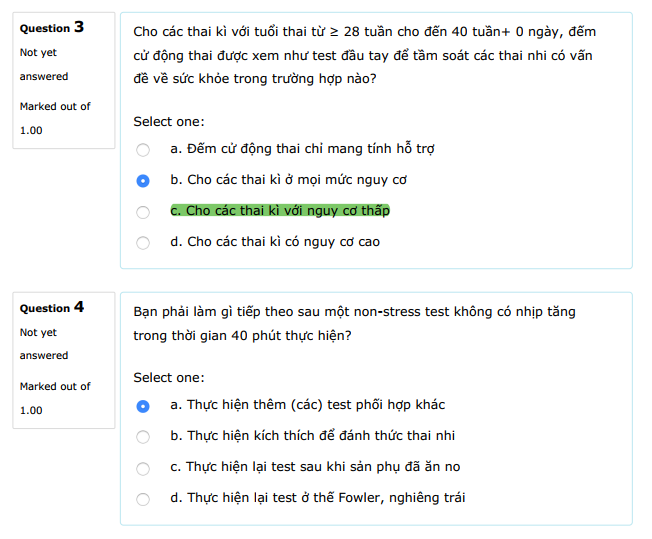 Question 3
Not yet
answered
Marked out of
1.00
Cho các thai kì với tuổi thai từ ≥ 28 tuần cho đến 40 tuần+ 0 ngày, đếm
cử động thai được xem như test đầu tay để tầm soát các thai nhi có vấn
đề về sức khỏe trong trường hợp nào?
Select one:
a. Đếm cử động thai chỉ mang tính hỗ trợ
b. Cho các thai kì ở mọi mức nguy cơ
c. Cho các thai kì với nguy cơ thấp
d. Cho các thai kì có nguy cơ cao
Question 4
Not yet
answered
Marked out of
1.00
Bạn phải làm gì tiếp theo sau một non-stress test không có nhịp tăng
trong thời gian 40 phút thực hiện?
Select one:
a. Thực hiện thêm (các) test phối hợp khác
b. Thực hiện kích thích để đánh thức thai nhi
c. Thực hiện lại test sau khi sản phụ đã ăn no
d. Thực hiện lại test ở thế Fowler, nghiêng trái